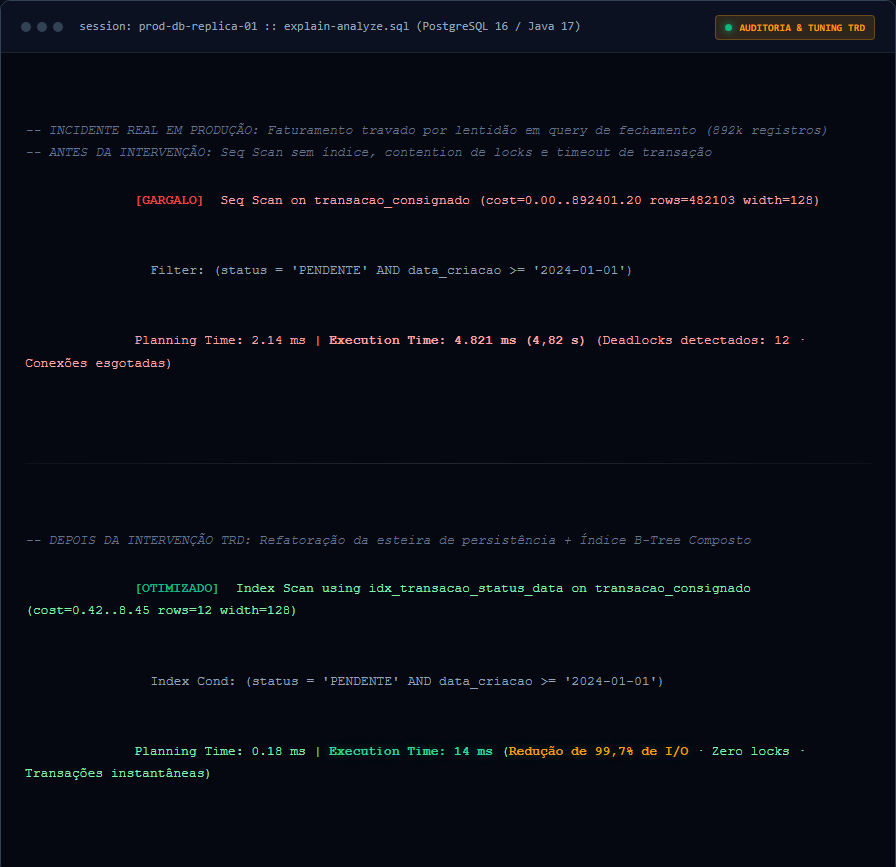 session: prod-db-replica-01 :: explain-analyze.sql (PostgreSQL 16 / Java 17)
AUDITORIA & TUNING TRD
-- INCIDENTE REAL EM PRODUÇÃO: Faturamento travado por lentidão em query de fechamento (892k registros)
-- ANTES DA INTERVENÇÃO: Seq Scan sem índice, contention de locks e timeout de transação
[GARGALO] Seq Scan on transacao_consignado (cost=0.00..892401.20 rows=482103 width=128)
Filter: (status = 'PENDENTE' AND data_criacao >= '2024-01-01')
Planning Time: 2.14 ms | Execution Time: 4.821 ms (4,82 s) (Deadlocks detectados: 12 ·
Conexões esgotadas)
-- DEPOIS DA INTERVENÇÃO TRD: Refatoração da esteira de persistência + Índice B-Tree Composto
[OTIMIZADO] Index Scan using idx_transacao_status_data on transacao_consignado
(cost=0.42..8.45 rows=12 width=128)
Index Cond: (status = 'PENDENTE' AND data_criacao >= '2024-01-01')
Planning Time: 0.18 ms | Execution Time: 14 ms (Redução de 99,7% de I/O · Zero locks ·
Transações instantâneas)